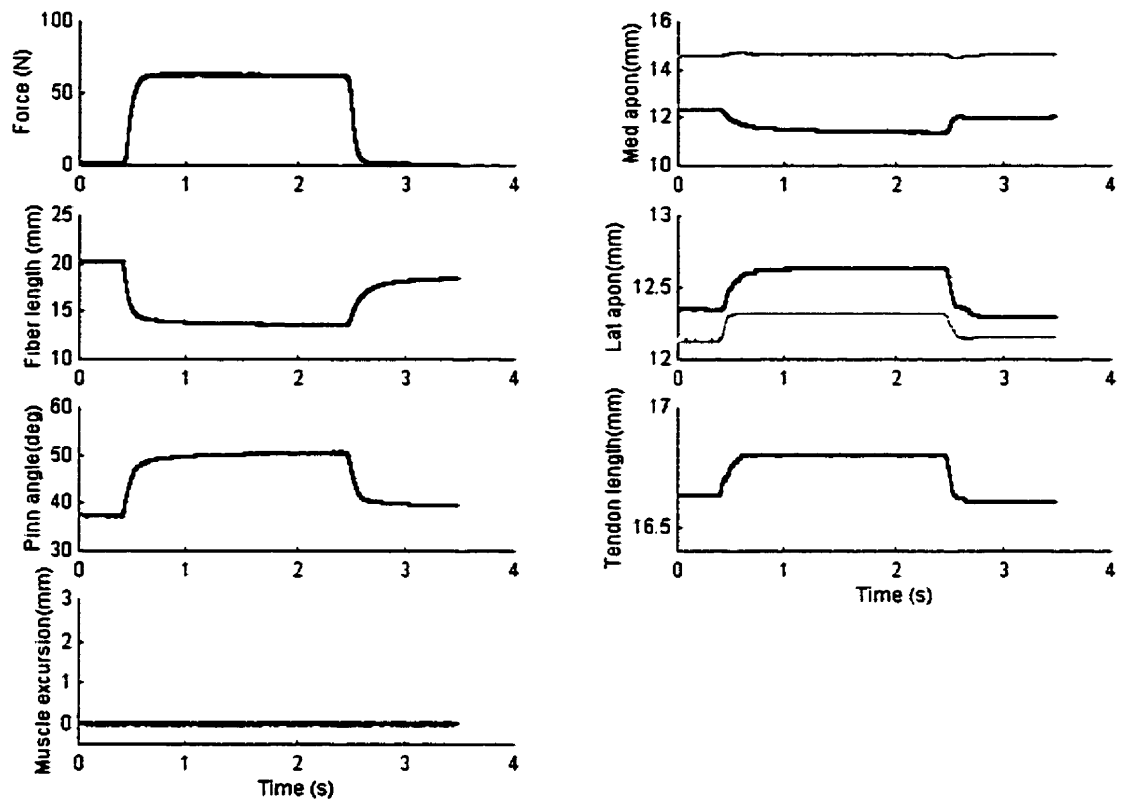 100
50
0
Force (N)
0 1 2 3 4
25
20
15
10
Fiber length (mm)
0 1 2 3 4
60
50
40
30
Pinn angle(deg)
0 1 2 3 4
3
2
1
0
Muscle excursion(mm)
0 1 2 3 4
Time (s)
16
14
12
10
Med apon(mm)
0 1 2 3 4
13
12.5
12
Lat apon(mm)
0 1 2 3 4
17
16.5
Tendon length(mm)
0 1 2 3 4
Time (s)